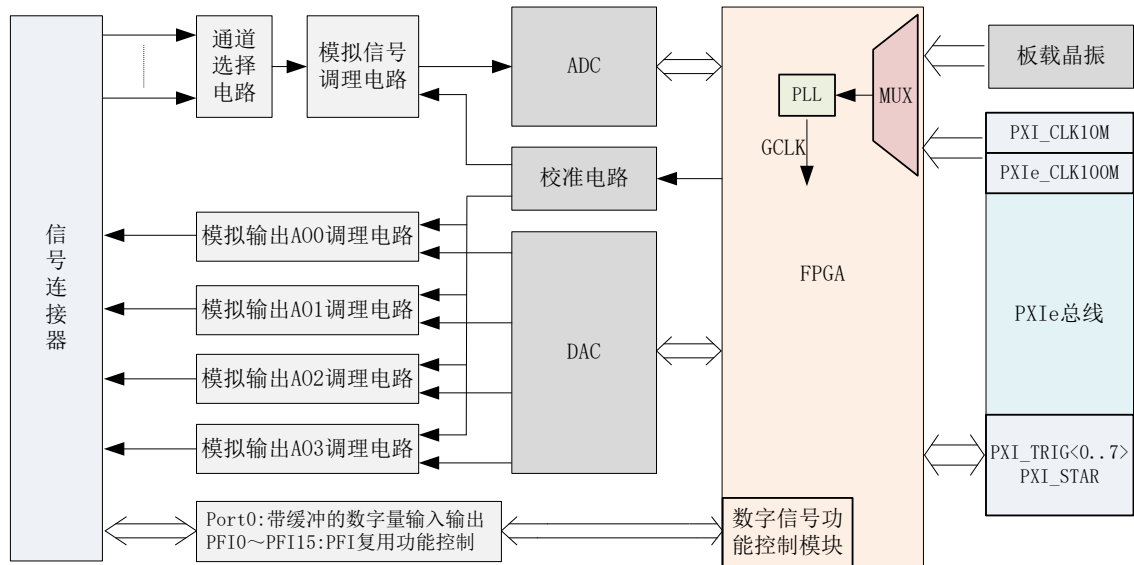 信
号
连
接
器
通道
选择
电路
模拟信号
调理电路
ADC
校准电路
模拟输出AO0调理电路
模拟输出AO1调理电路
模拟输出AO2调理电路
模拟输出AO3调理电路
DAC
Port0:带缓冲的数字量输入输出
PFI0～PFI15:PFI复用功能控制
PLL
MUX
GCLK
FPGA
数字信号功
能控制模块
板载晶振
PXI_CLK10M
PXIe_CLK100M
PXIe总线
PXI_TRIG<0..7>
PXI_STAR